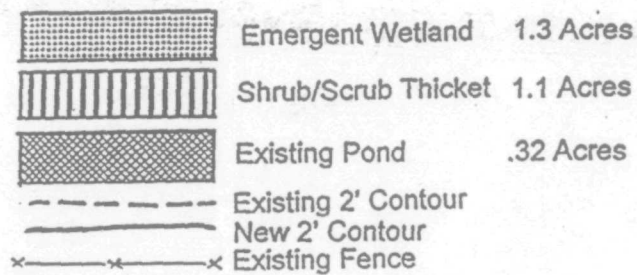 Emergent Wetland 1.3 Acres
Shrub/Scrub Thicket 1.1 Acres
Existing Pond .32 Acres
Existing 2' Contour
New 2' Contour
Existing Fence